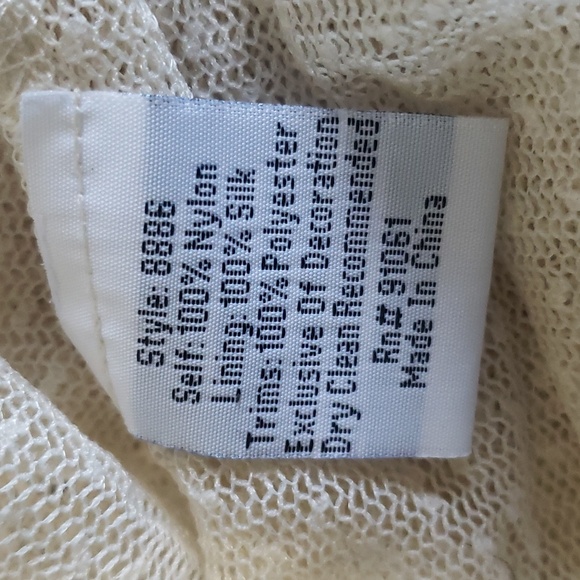 Style: 8886
Self: 100% Nylon
Lining: 100% Silk
Trims: 100% Polyester
Exclusive Of Decoration
Dry Clean Recommended
Rn# 91061
Made In China